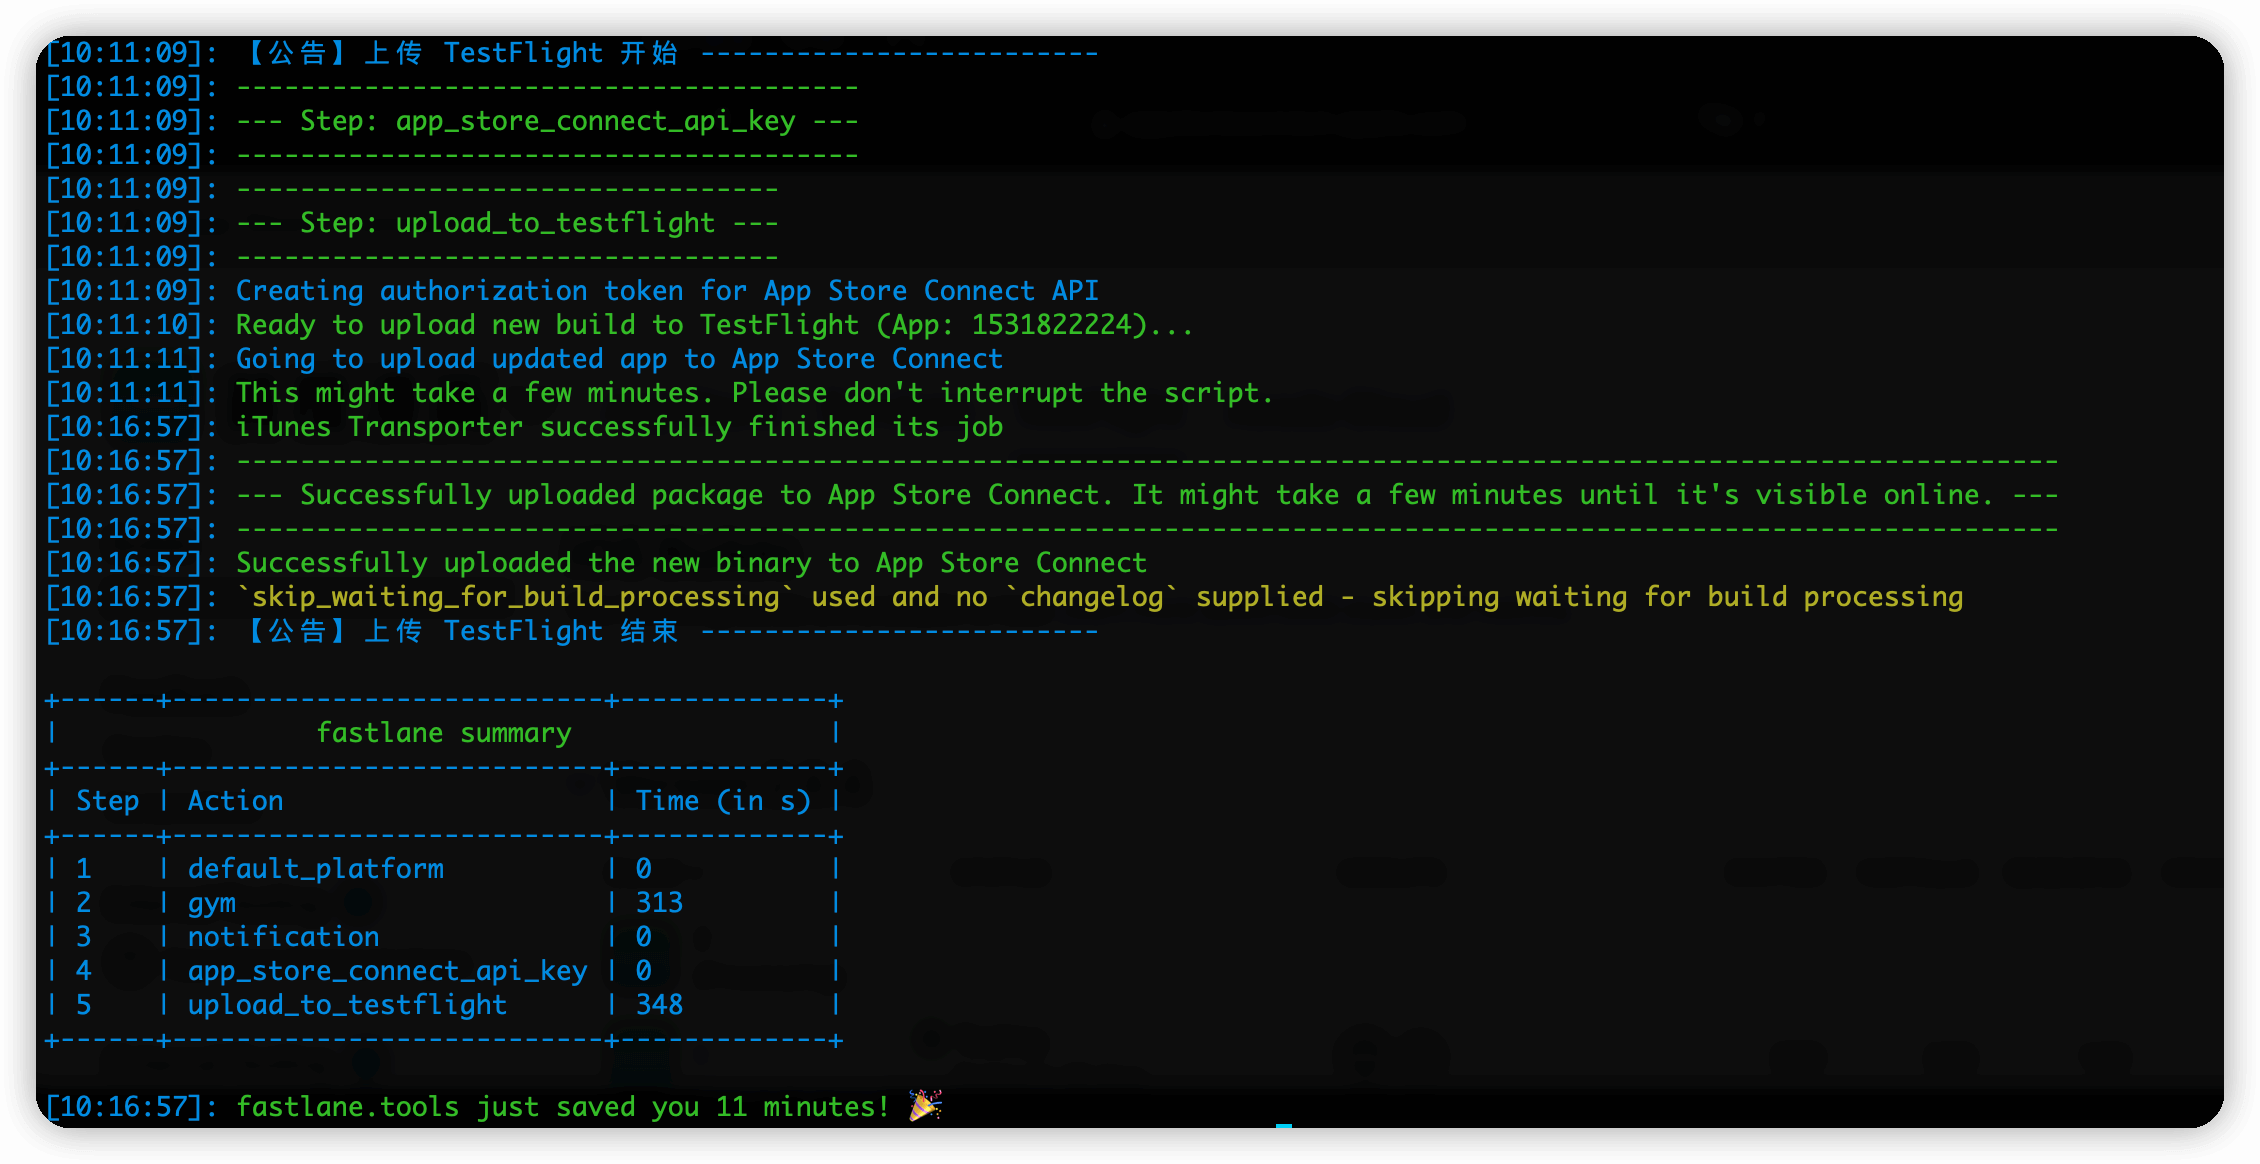 [10:11:09]: 【公告】上传 TestFlight 开始 -------------------------
[10:11:09]: ---------------------------------------
[10:11:09]: --- Step: app_store_connect_api_key ---
[10:11:09]: ---------------------------------------
[10:11:09]: ----------------------------------
[10:11:09]: --- Step: upload_to_testflight ---
[10:11:09]: ----------------------------------
[10:11:09]: Creating authorization token for App Store Connect API
[10:11:10]: Ready to upload new build to TestFlight (App: 1531822224)...
[10:11:11]: Going to upload updated app to App Store Connect
[10:11:11]: This might take a few minutes. Please don't interrupt the script.
[10:16:57]: iTunes Transporter successfully finished its job
[10:16:57]: ------------------------------------------------------------------------------------------------------------------
[10:16:57]: --- Successfully uploaded package to App Store Connect. It might take a few minutes until it's visible online. ---
[10:16:57]: ------------------------------------------------------------------------------------------------------------------
[10:16:57]: Successfully uploaded the new binary to App Store Connect
[10:16:57]: `skip_waiting_for_build_processing` used and no `changelog` supplied - skipping waiting for build processing
[10:16:57]: 【公告】上传 TestFlight 结束 -------------------------
+------+---------------------------+-------------+
|                fastlane summary                |
+------+---------------------------+-------------+
| Step | Action                    | Time (in s) |
+------+---------------------------+-------------+
| 1    | default_platform          | 0           |
| 2    | gym                       | 313         |
| 3    | notification              | 0           |
| 4    | app_store_connect_api_key | 0           |
| 5    | upload_to_testflight      | 348         |
+------+---------------------------+-------------+
[10:16:57]: fastlane.tools just saved you 11 minutes! 🎉